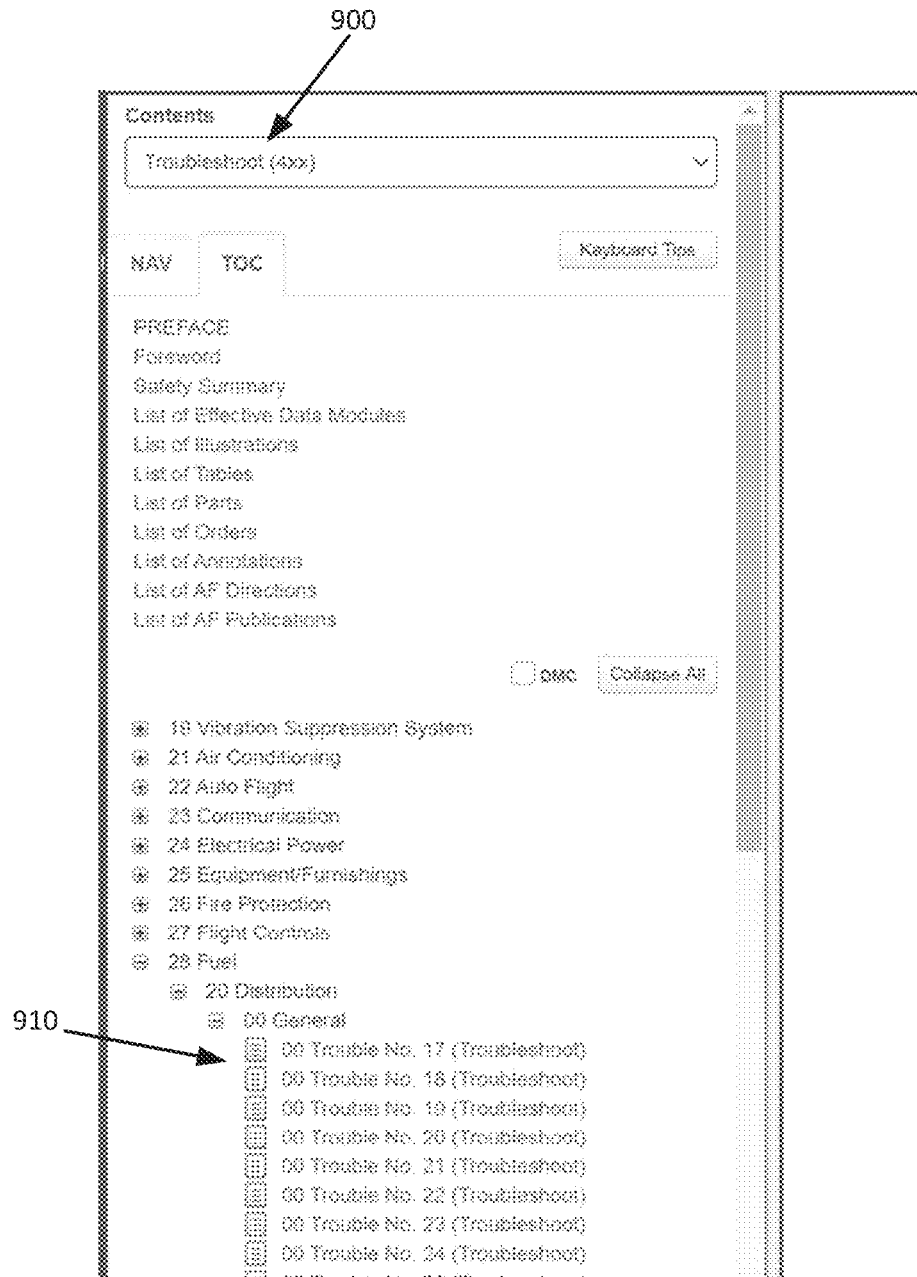 900
Contents
Troubleshoot (4xx)
NAV TOC Keyboard Tips
PREFACE
Foreword
Safety Summary
List of Effective Data Modules
List of Illustrations
List of Tables
List of Parts
List of Orders
List of Annotations
List of AF Directions
List of AF Publications
DMC Collapse All
Vibration Suppression System
21 Air Conditioning
22 Auto Flight
23 Communication
24 Electrical Power
25 Equipment/Furnishings
26 Fire Protection
27 Flight Controls
28 Fuel
20 Distribution
00 General
910
00 Trouble No. 17 (Troubleshoot)
00 Trouble No. 18 (Troubleshoot)
00 Trouble No. 19 (Troubleshoot)
00 Trouble No. 20 (Troubleshoot)
00 Trouble No. 21 (Troubleshoot)
00 Trouble No. 22 (Troubleshoot)
00 Trouble No. 23 (Troubleshoot)
00 Trouble No. 24 (Troubleshoot)